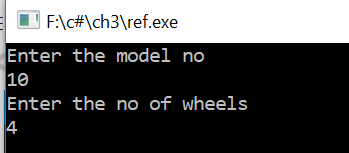 F:\c#\ch3\ref.exe
Enter the model no
10
Enter the no of wheels
4